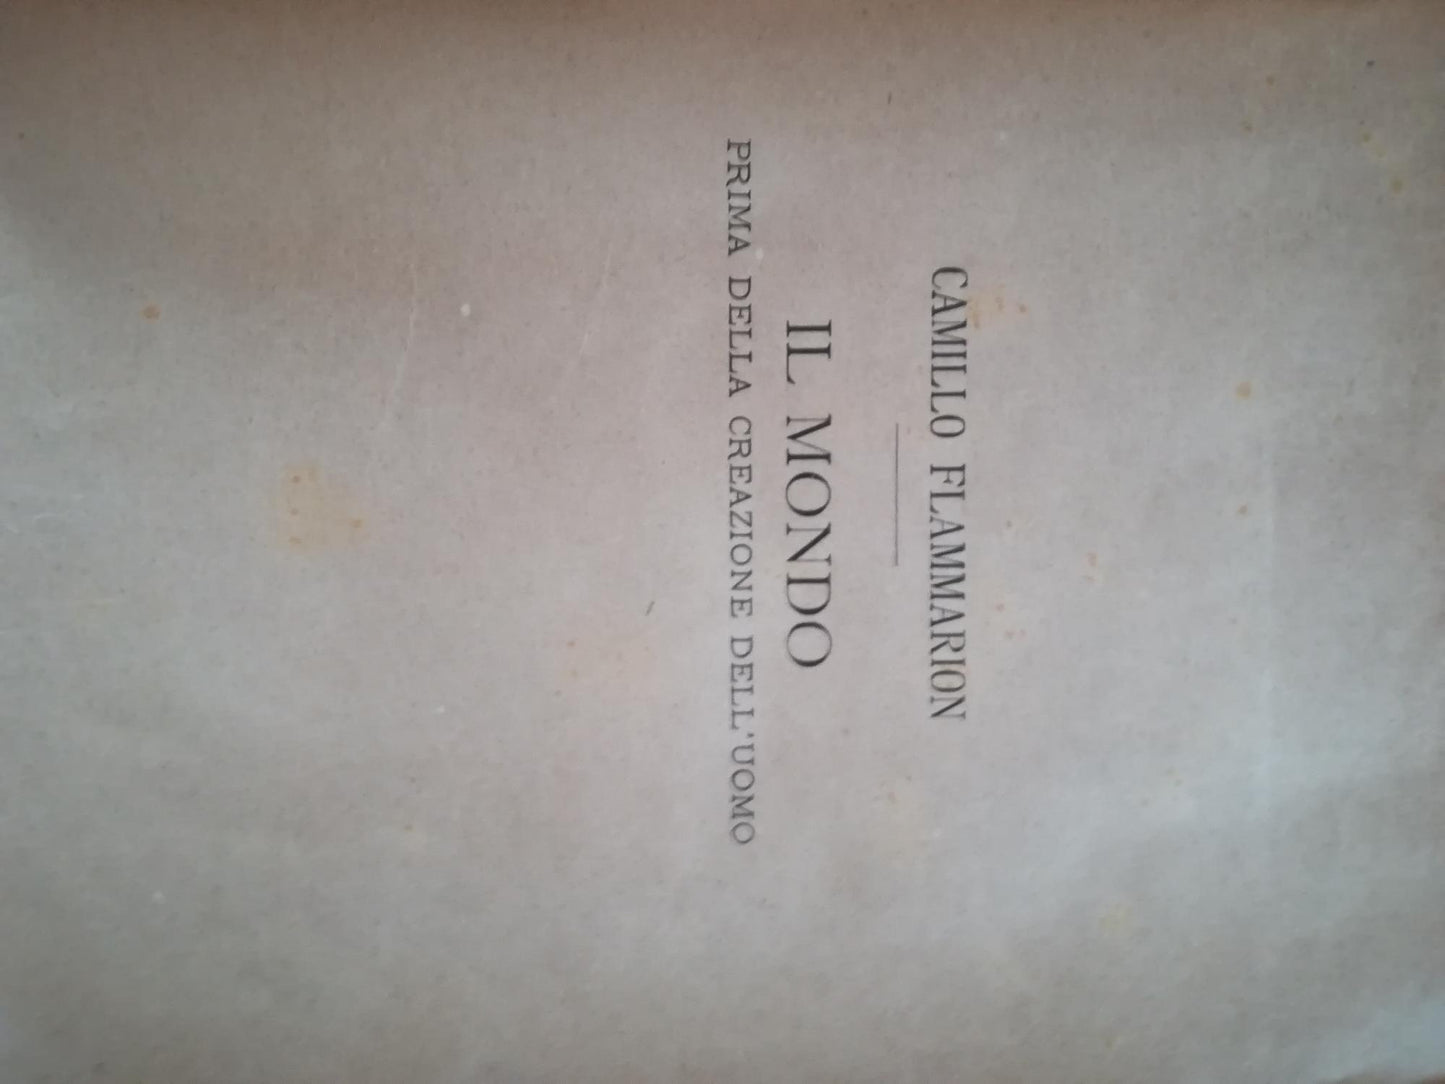 CAMILLO FLAMMARION
IL MONDO
PRIMA DELLA CREAZIONE DELL'UOMO